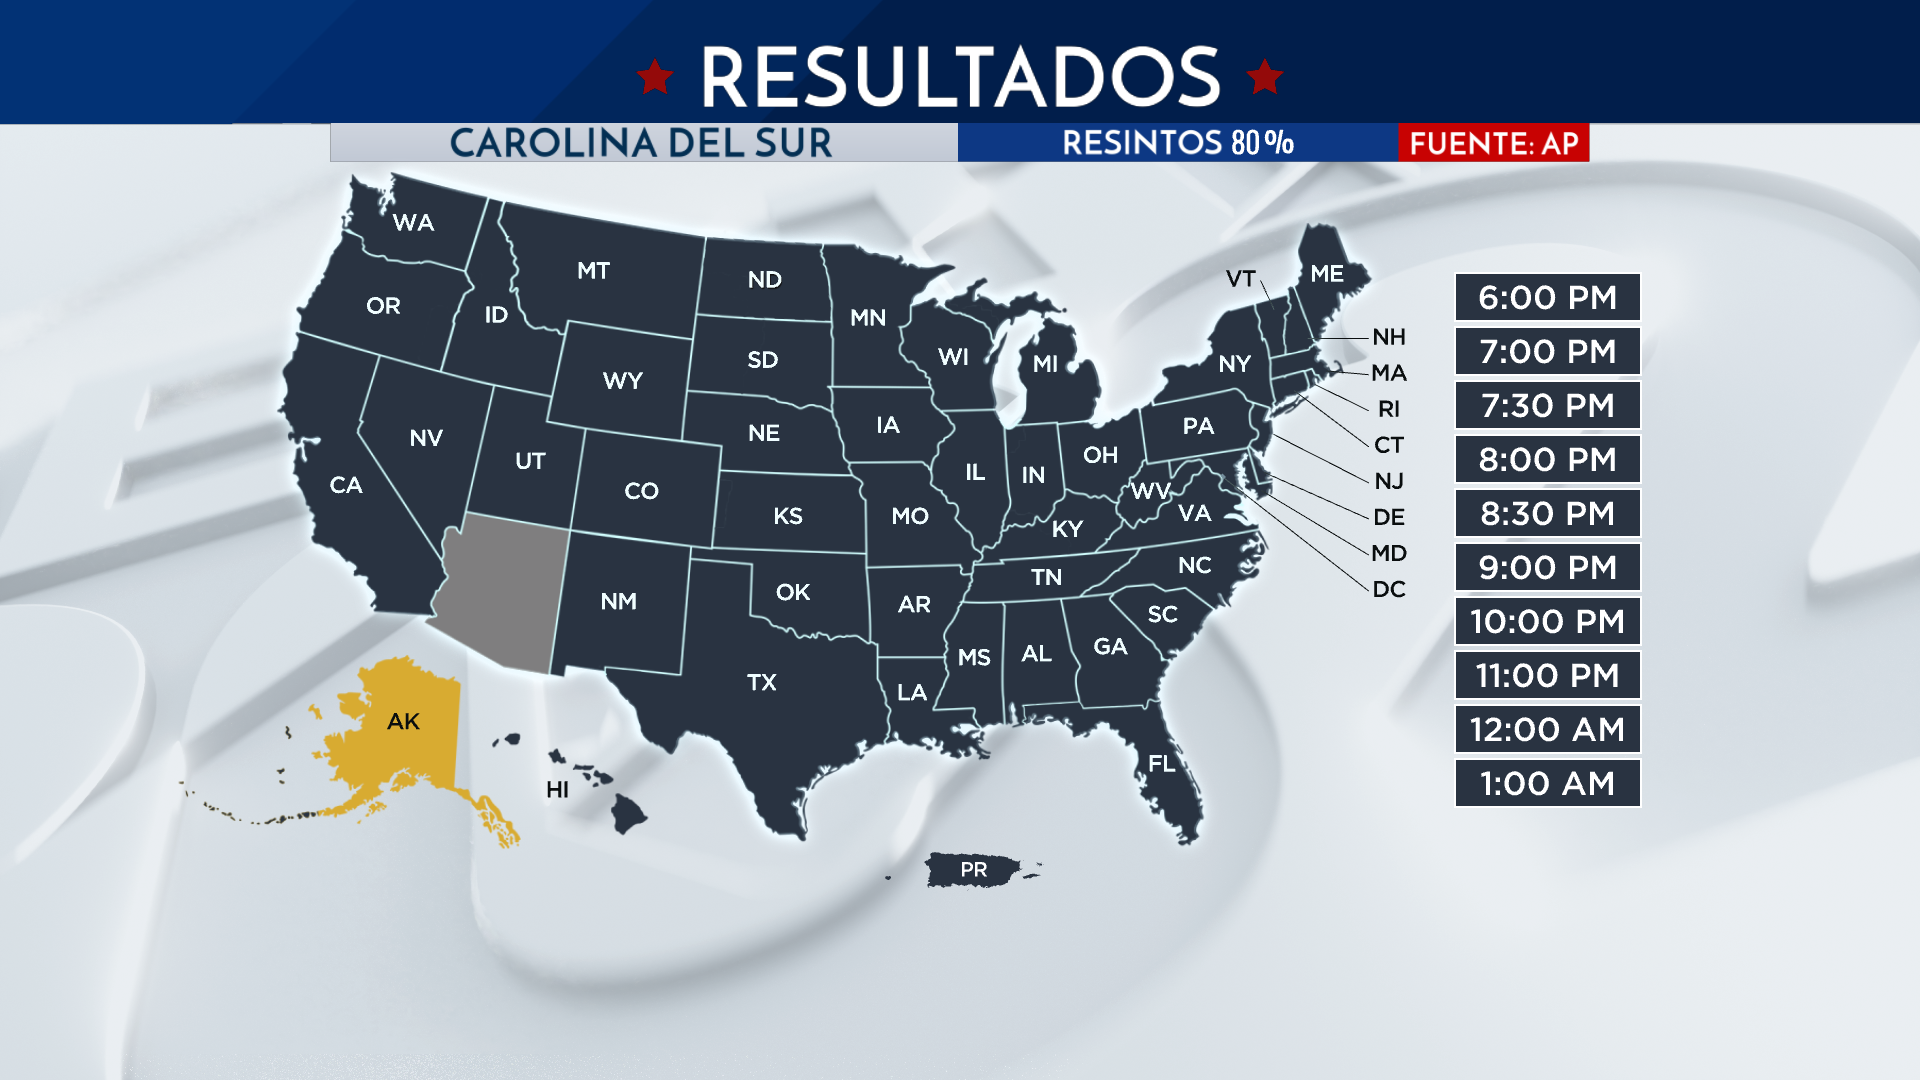 RESULTADOS
CAROLINA DEL SUR
RESINTOS 80%
FUENTE: AP
WA
MT
ND
MN
OR
ID
WY
SD
WI
MI
VT
ME
NH
NY
MA
RI
CT
NJ
DE
MD
DC
NV
UT
CO
NE
IA
IL
IN
OH
PA
CA
KS
MO
WV
VA
KY
NM
OK
AR
TN
NC
SC
TX
LA
MS
AL
GA
FL
AK
HI
PR
6:00 PM
7:00 PM
7:30 PM
8:00 PM
8:30 PM
9:00 PM
10:00 PM
11:00 PM
12:00 AM
1:00 AM